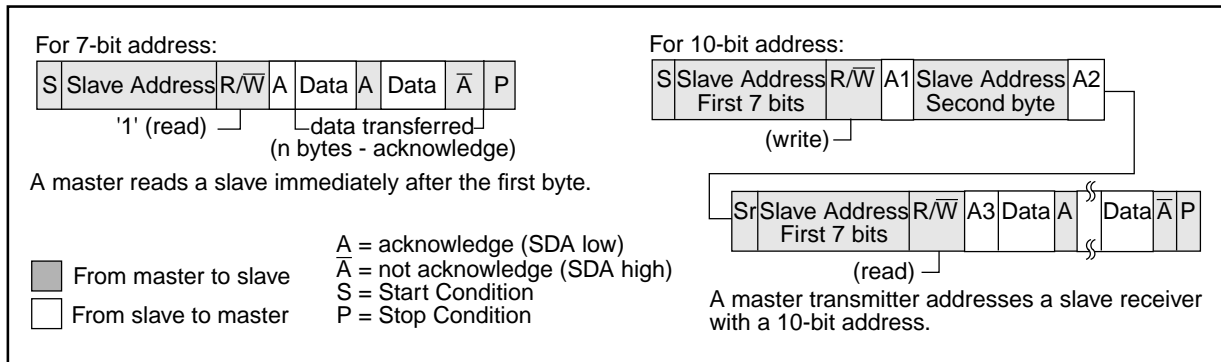 For 7-bit address:
S Slave Address R/W̅ A Data A Data A̅ P
'1' (read)
data transferred
(n bytes - acknowledge)
A master reads a slave immediately after the first byte.
From master to slave
From slave to master
A = acknowledge (SDA low)
A̅ = not acknowledge (SDA high)
S = Start Condition
P = Stop Condition
For 10-bit address:
S Slave Address First 7 bits R/W̅ A1 Slave Address Second byte A2
(write)
Sr Slave Address First 7 bits R/W̅ A3 Data A Data A̅ P
(read)
A master transmitter addresses a slave receiver
with a 10-bit address.